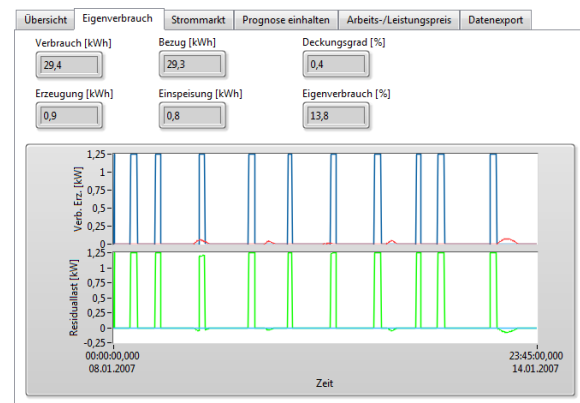 Übersicht Eigenverbrauch Strommarkt Prognose einhalten Arbeits-/Leistungspreis Datenexport
Verbrauch [kWh] Bezug [kWh] Deckungsgrad [%]
29,4 29,3 0,4
Erzeugung [kWh] Einspeisung [kWh] Eigenverbrauch [%]
0,9 0,8 13,8
Verb. Erz. [kW]
1,25
1
0,75
0,5
0,25
0
Residuallast [kW]
1,25
1
0,75
0,5
0,25
0
-0,25
00:00:00,000 23:45:00,000
08.01.2007 14.01.2007
Zeit